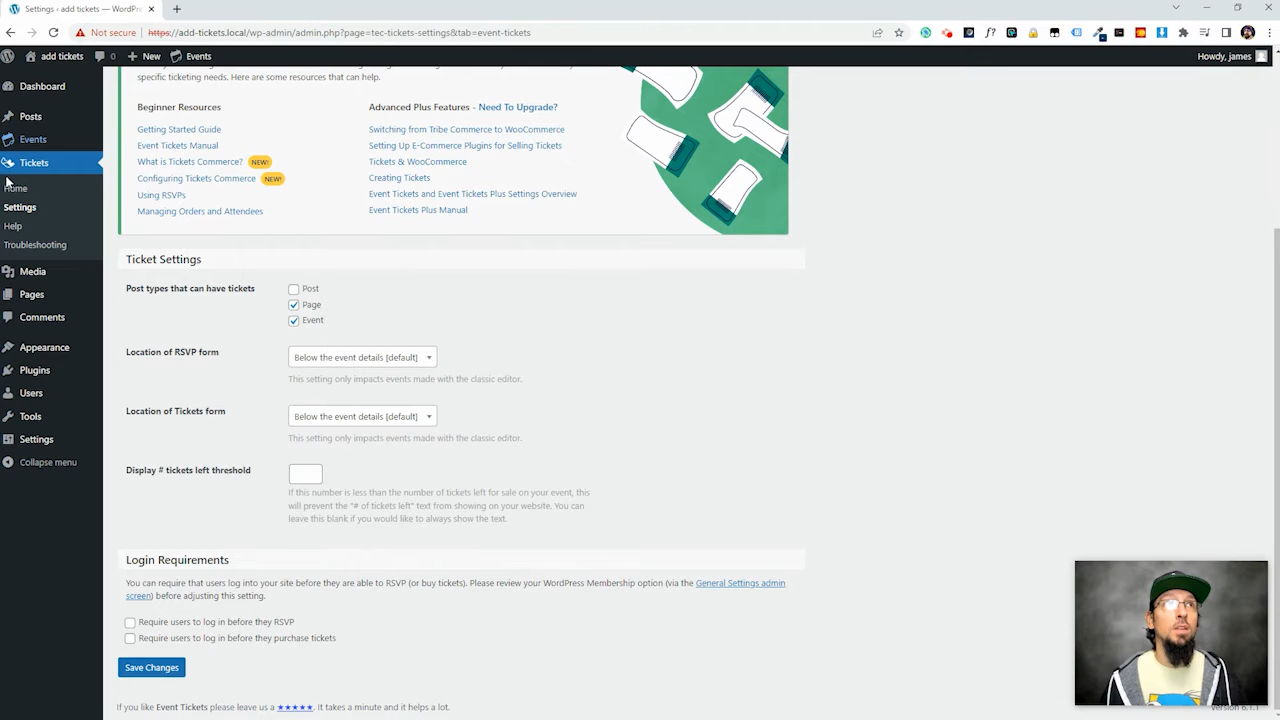 Settings ‹ add tickets — WordPr
Not secure https://add-tickets.local/wp-admin/admin.php?page=tec-tickets-settings&tab=event-tickets
add tickets 0 New Events Howdy, james
Dashboard
Posts
Events
Tickets
Home
Settings
Help
Troubleshooting
Media
Pages
Comments
Appearance
Plugins
Users
Tools
Settings
Collapse menu
specific ticketing needs. Here are some resources that can help.
Beginner Resources
Getting Started Guide
Event Tickets Manual
What is Tickets Commerce? NEW!
Configuring Tickets Commerce NEW!
Using RSVPs
Managing Orders and Attendees
Advanced Plus Features - Need To Upgrade?
Switching from Tribe Commerce to WooCommerce
Setting Up E-Commerce Plugins for Selling Tickets
Tickets & WooCommerce
Creating Tickets
Event Tickets and Event Tickets Plus Settings Overview
Event Tickets Plus Manual
Ticket Settings
Post types that can have tickets
Post
Page
Event
Location of RSVP form
Below the event details [default]
This setting only impacts events made with the classic editor.
Location of Tickets form
Below the event details [default]
This setting only impacts events made with the classic editor.
Display # tickets left threshold
If this number is less than the number of tickets left for sale on your event, this
will prevent the "# of tickets left" text from showing on your website. You can
leave this blank if you would like to always show the text.
Login Requirements
You can require that users log into your site before they are able to RSVP (or buy tickets). Please review your WordPress Membership option (via the General Settings admin
screen) before adjusting this setting.
Require users to log in before they RSVP
Require users to log in before they purchase tickets
Save Changes
If you like Event Tickets please leave us a ★★★★★. It takes a minute and it helps a lot.
Version 6.1.1